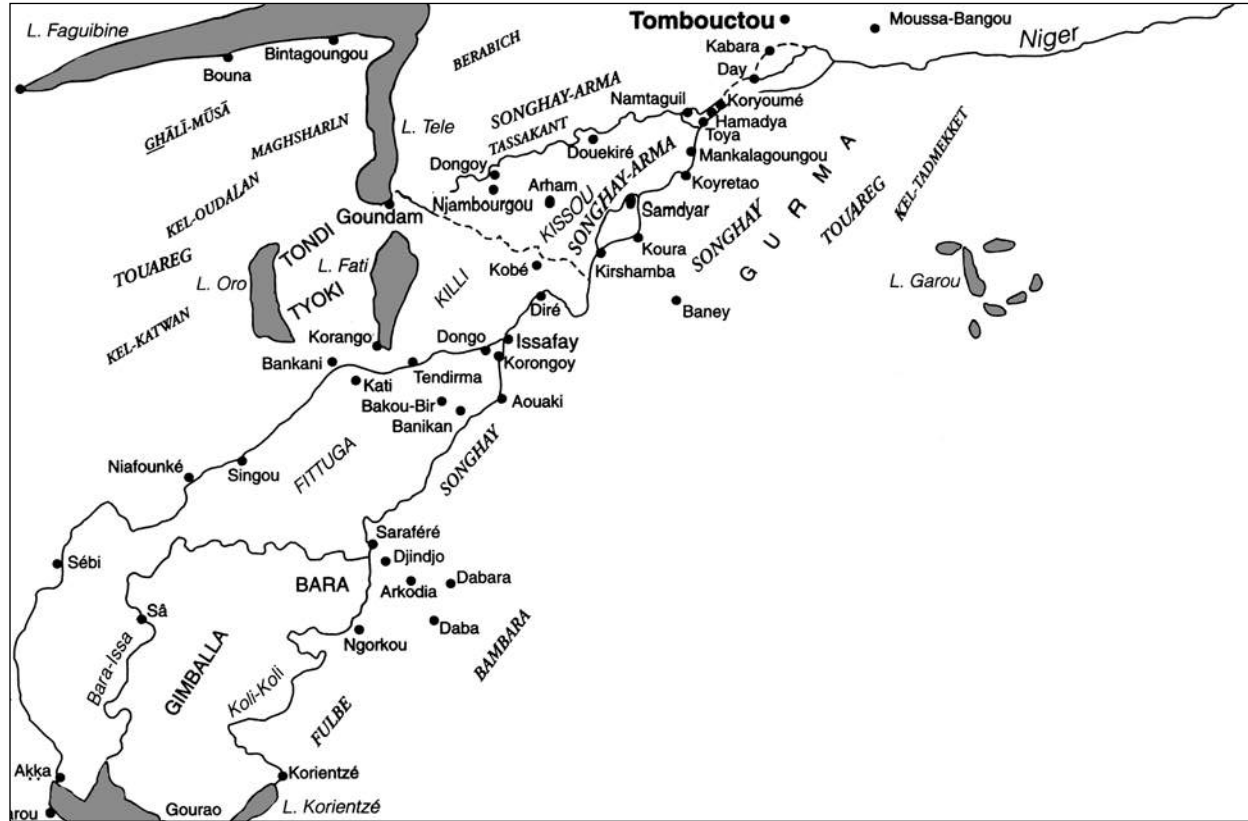 Tombouctou
L. Faguibine
Moussa-Bangou
Niger
Bintagoungou
Kabara
Bouna
BERABICH
Day
SONGHAY-ARMA
Namtaguil
Koryoumé
GHĀLĪ-MŪSĀ
Hamadya
L. Tele
TASSAKANT
MAGHSHARLN
Toya
Douekiré
Mankalagoungou
Dongoy
Arham
Koyretao
KEL-TADMEKKET
KEL-OUDALAN
Njambourgou
KISSOU
SONGHAY-ARMA
Samdyar
GURMA
TOUAREG
Goundam
SONGHAY
TONDI
Koura
TOUAREG
L. Fati
Kobé
Kirshamba
L. Oro
L. Garou
TYOKI
KILLI
Diré
Baney
KEL-KATWAN
Korango
Dongo
Issafay
Bankani
Korongoy
Tendirma
Kati
Bakou-Bir
Aouaki
Banikan
SONGHAY
FITTUGA
Niafounké
Singou
Saraféré
Sébi
Djindjo
BARA
Dabara
Arkodia
Sâ
Daba
Ngorkou
BAMBARA
Bara-Issa
GIMBALLA
Koli-Koli
FULBE
Aḳḳa
Korientzé
Gourao
L. Korientzé
arou